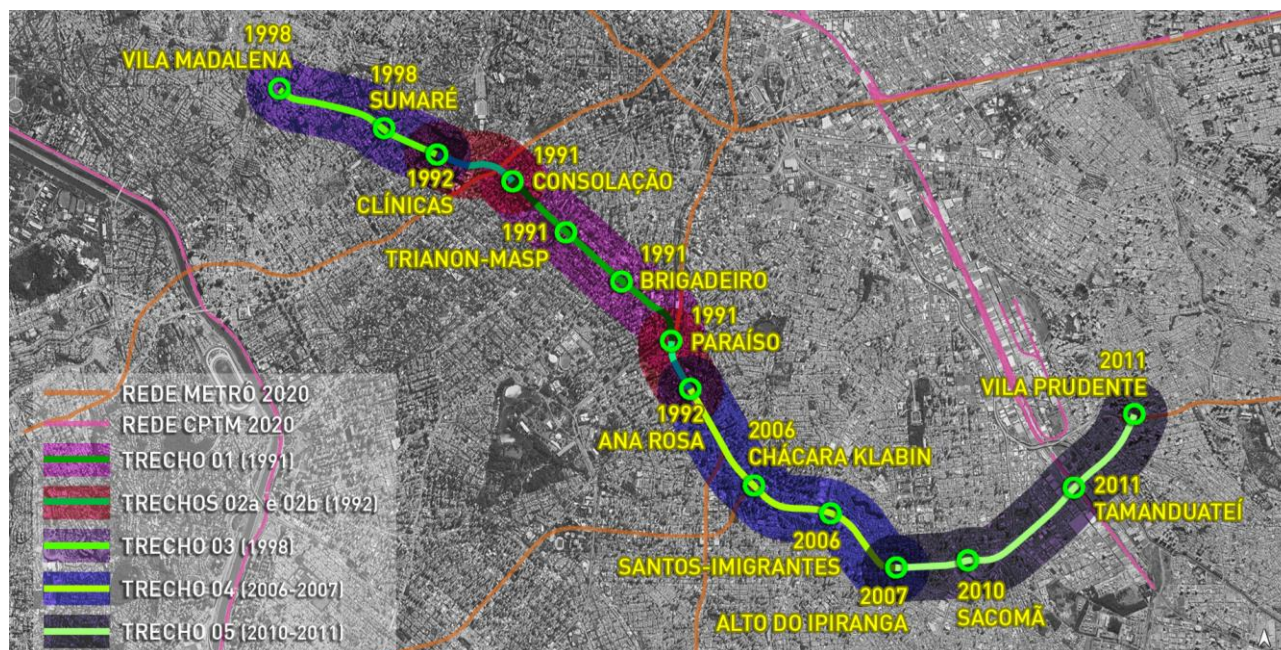 1998
VILA MADALENA
1998
SUMARÉ
1992
CLÍNICAS
1991
CONSOLAÇÃO
1991
TRIANON-MASP
1991
BRIGADEIRO
1991
PARAÍSO
1992
ANA ROSA
2006
CHÁCARA KLABIN
2006
SANTOS-IMIGRANTES
2007
ALTO DO IPIRANGA
2010
SACOMÃ
2011
TAMANDUATEÍ
2011
VILA PRUDENTE
REDE METRÔ 2020
REDE CPTM 2020
TRECHO 01 (1991)
TRECHOS 02a e 02b (1992)
TRECHO 03 (1998)
TRECHO 04 (2006-2007)
TRECHO 05 (2010-2011)